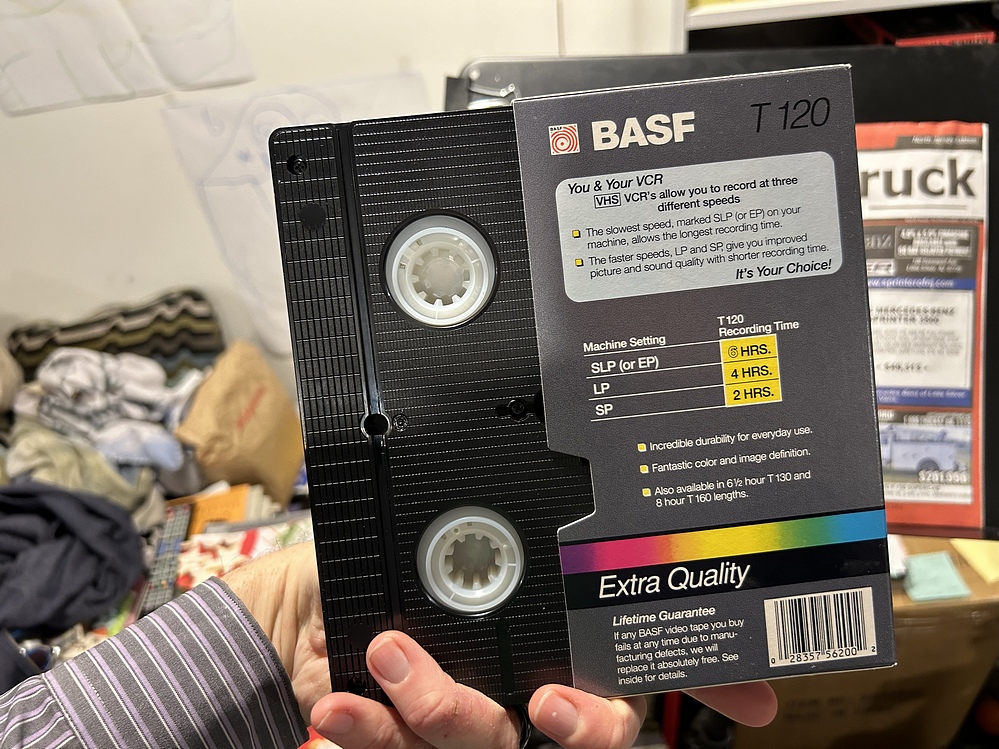 BASF
BASF
T 120
You & Your VCR
VHS VCR's allow you to record at three
different speeds
The slowest speed, marked SLP (or EP) on your
machine, allows the longest recording time.
The faster speeds, LP and SP, give you improved
picture and sound quality with shorter recording time.
It's Your Choice!
T120
Machine Setting Recording Time
SLP (or EP) 6 HRS.
LP 4 HRS.
SP 2 HRS.
Incredible durability for everyday use.
Fantastic color and image definition.
Also available in 6½ hour T 130 and
8 hour T 160 lengths.
Extra Quality
Lifetime Guarantee
If any BASF video tape you buy
fails at any time due to manu-
facturing defects, we will
replace it absolutely free. See
inside for details.
0 28357 56200 2
ruck